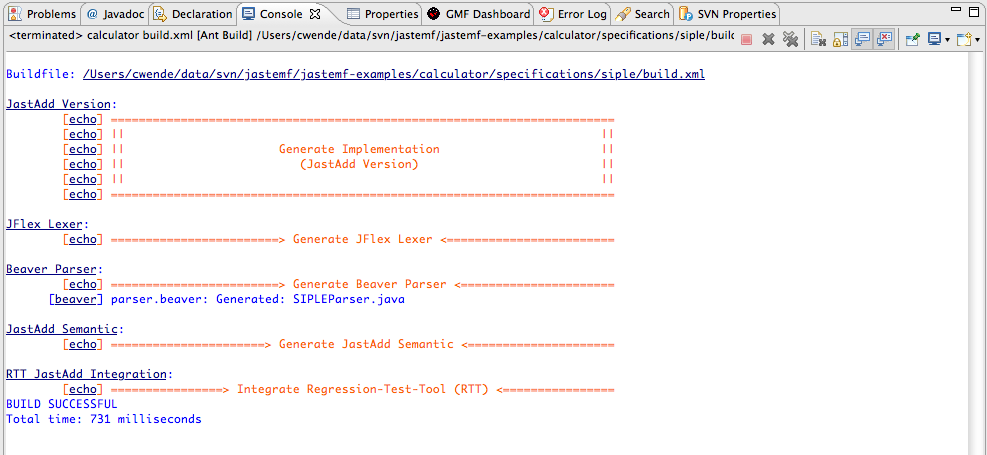 Problems @ Javadoc Declaration Console Properties GMF Dashboard Error Log Search SVN Properties
<terminated> calculator build.xml [Ant Build] /Users/cwende/data/svn/jastemf/jastemf-examples/calculator/specifications/siple/build
Buildfile: /Users/cwende/data/svn/jastemf/jastemf-examples/calculator/specifications/siple/build.xml
JastAdd Version:
[echo] ========================================================================
[echo] || ||
[echo] || Generate Implementation ||
[echo] || (JastAdd Version) ||
[echo] || ||
[echo] ========================================================================
JFlex Lexer:
[echo] ========================> Generate JFlex Lexer <========================
Beaver Parser:
[echo] ========================> Generate Beaver Parser <======================
[beaver] parser.beaver: Generated: SIPLEParser.java
JastAdd Semantic:
[echo] ======================> Generate JastAdd Semantic <=====================
RTT JastAdd Integration:
[echo] ================> Integrate Regression-Test-Tool (RTT) <================
BUILD SUCCESSFUL
Total time: 731 milliseconds